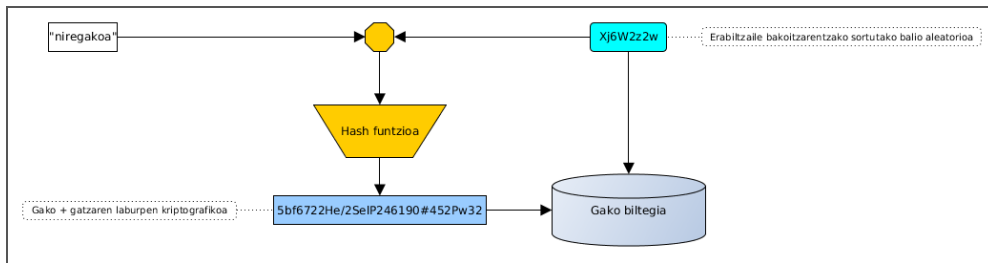 "niregakoa"
Xj6W2z2w
Erabiltzaile bakoitzarentzako sortutako balio aleatorioa
Hash funtzioa
Gako + gatzaren laburpen kriptografikoa
5bf6722He/2SelP246190#452Pw32
Gako biltegia